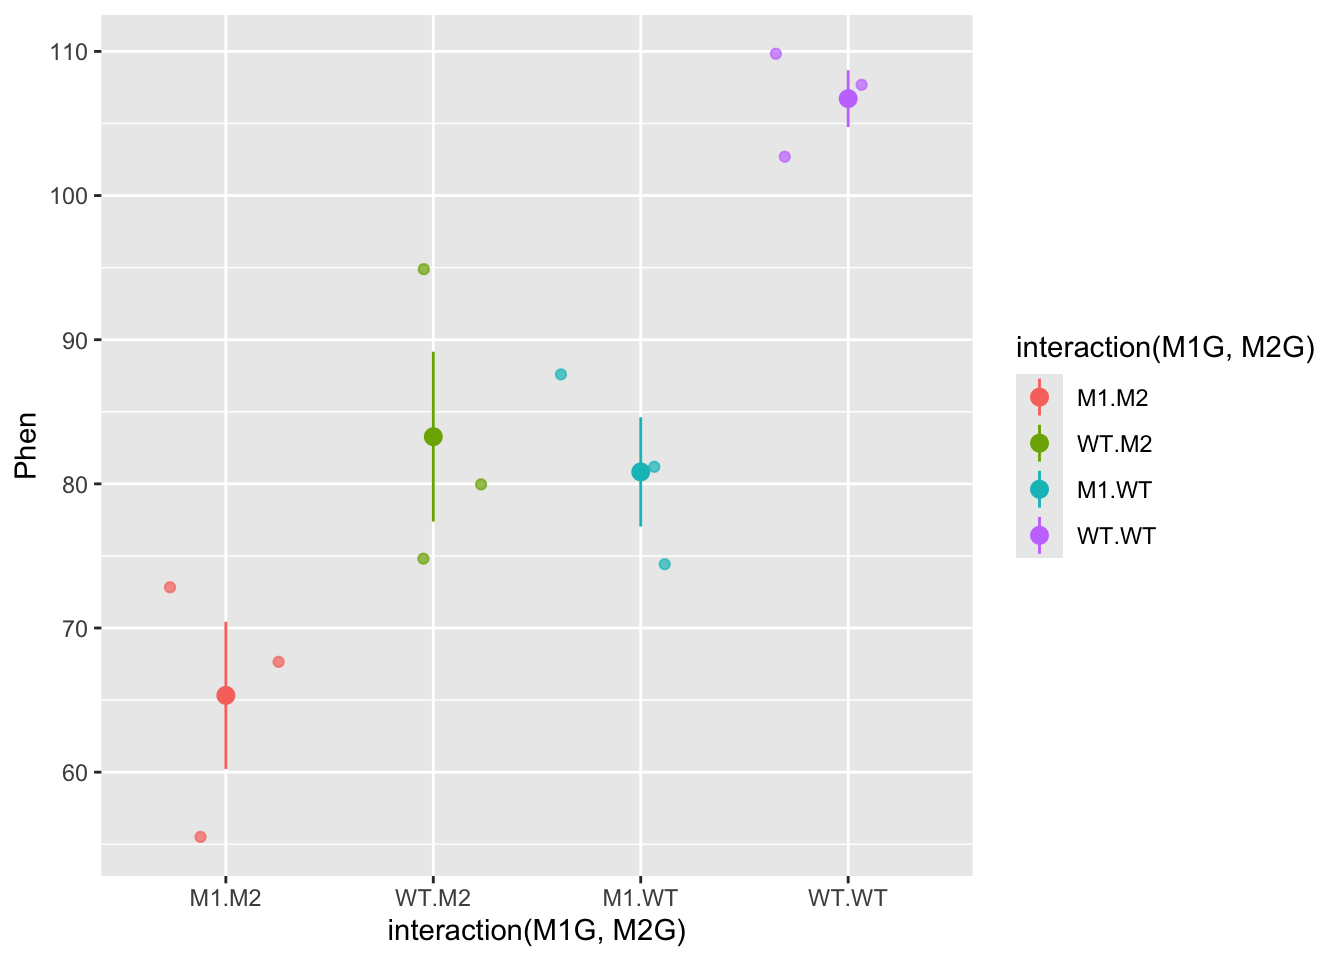 110
100
90
80
70
60
Phen
M1.M2 WT.M2 M1.WT WT.WT
interaction(M1G, M2G)
interaction(M1G, M2G)
M1.M2
WT.M2
M1.WT
WT.WT